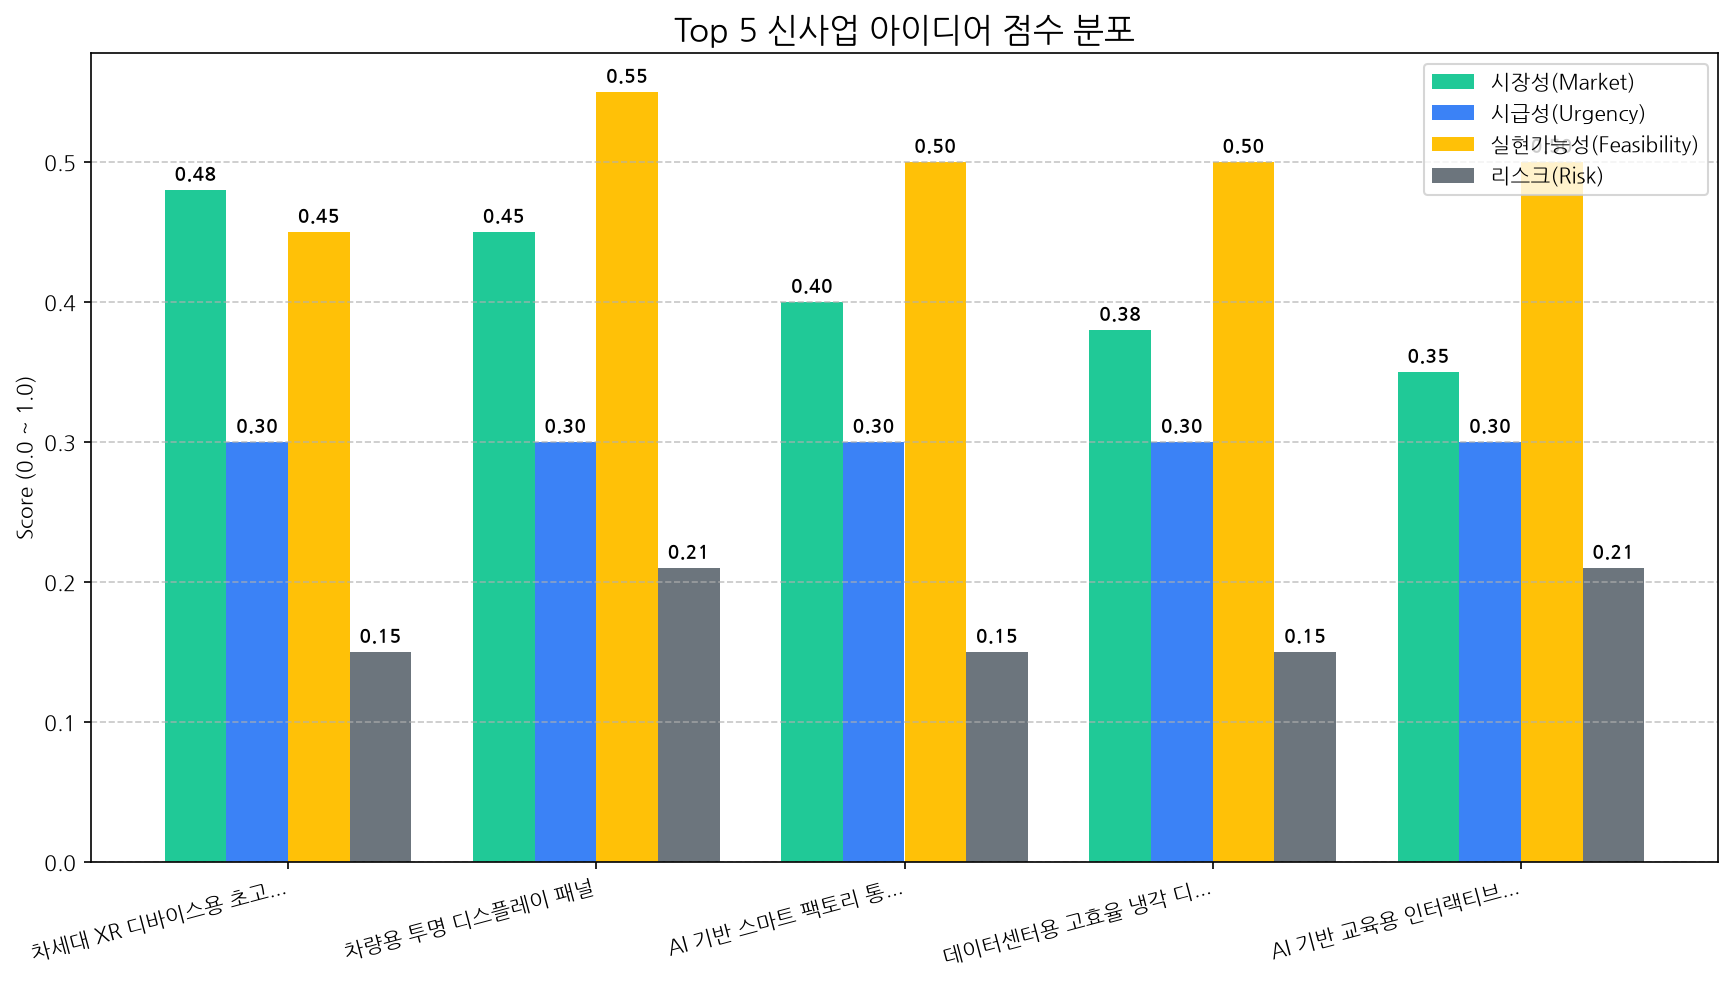 Top 5 신사업 아이디어 점수 분포
시장성(Market)
시급성(Urgency)
실현가능성(Feasibility)
리스크(Risk)
Score (0.0 ~ 1.0)
0.5
0.4
0.3
0.2
0.1
0.0
0.48
0.30
0.45
0.15
0.45
0.30
0.55
0.21
0.40
0.30
0.50
0.15
0.38
0.30
0.50
0.15
0.35
0.30
0.21
차세대 XR 디바이스용 초고...
차량용 투명 디스플레이 패널
AI 기반 스마트 팩토리 통...
데이터센터용 고효율 냉각 디...
AI 기반 교육용 인터랙티브...